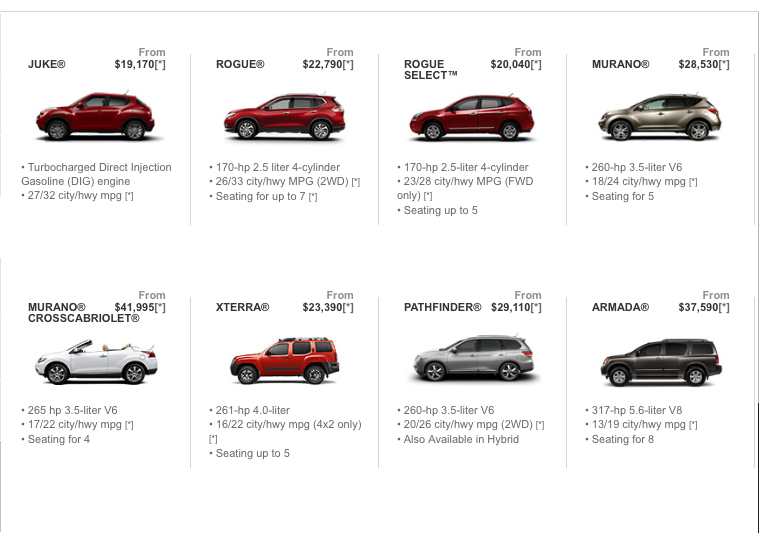 From
JUKE® $19,170[*]
• Turbocharged Direct Injection
Gasoline (DIG) engine
• 27/32 city/hwy mpg [*]
From
ROGUE® $22,790[*]
• 170-hp 2.5 liter 4-cylinder
• 26/33 city/hwy MPG (2WD) [*]
• Seating for up to 7 [*]
From
ROGUE $20,040[*]
SELECT™
• 170-hp 2.5-liter 4-cylinder
• 23/28 city/hwy MPG (FWD
only) [*]
• Seating up to 5
From
MURANO® $28,530[*]
• 260-hp 3.5-liter V6
• 18/24 city/hwy mpg [*]
• Seating for 5
From
MURANO® $41,995[*]
CROSSCABRIOLET®
• 265 hp 3.5-liter V6
• 17/22 city/hwy mpg [*]
• Seating for 4
From
XTERRA® $23,390[*]
• 261-hp 4.0-liter
• 16/22 city/hwy mpg (4x2 only)
[*]
• Seating up to 5
From
PATHFINDER® $29,110[*]
• 260-hp 3.5-liter V6
• 20/26 city/hwy mpg (2WD) [*]
• Also Available in Hybrid
From
ARMADA® $37,590[*]
• 317-hp 5.6-liter V8
• 13/19 city/hwy mpg [*]
• Seating for 8